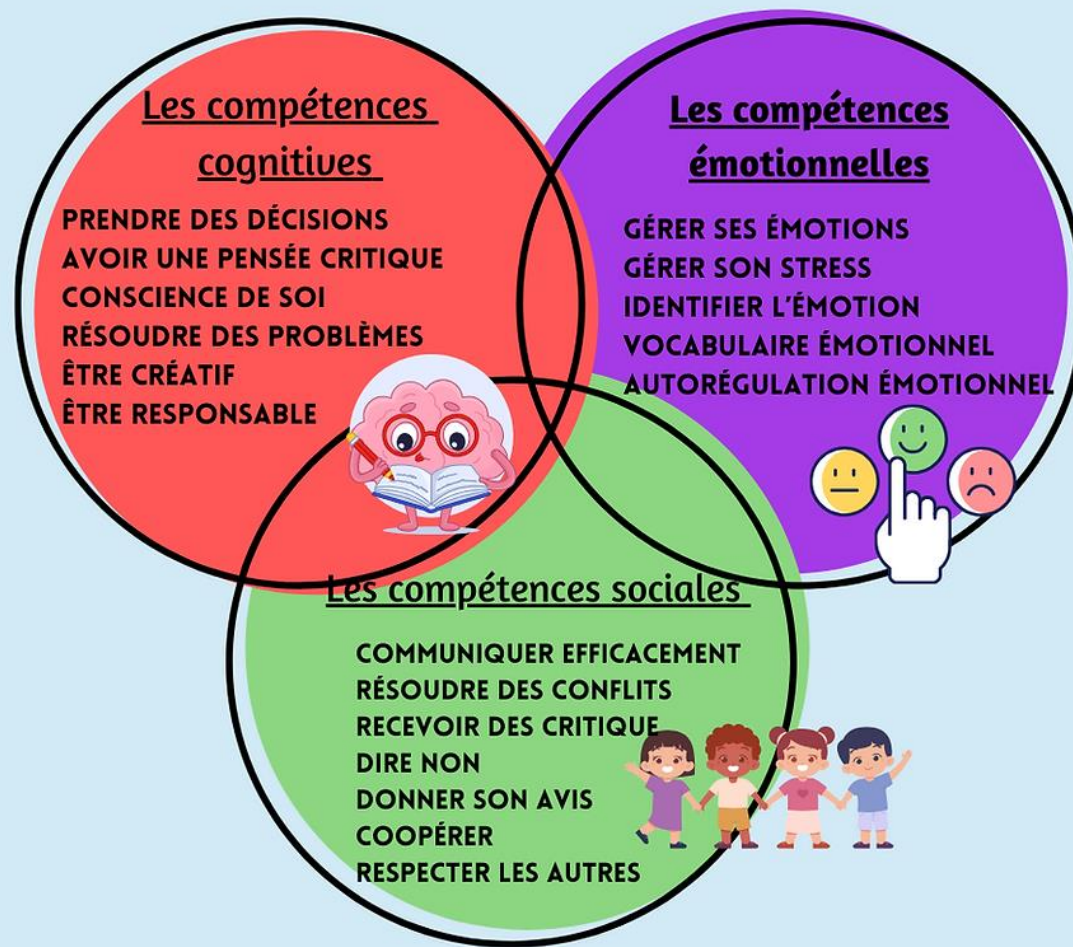 Les compétences
cognitives
PRENDRE DES DÉCISIONS
AVOIR UNE PENSÉE CRITIQUE
CONSCIENCE DE SOI
RÉSOUDRE DES PROBLÈMES
ÊTRE CRÉATIF
ÊTRE RESPONSABLE
Les compétences
émotionnelles
GÉRER SES ÉMOTIONS
GÉRER SON STRESS
IDENTIFIER L'ÉMOTION
VOCABULAIRE ÉMOTIONNEL
AUTORÉGULATION ÉMOTIONNEL
Les compétences sociales
COMMUNIQUER EFFICACEMENT
RÉSOUDRE DES CONFLITS
RECEVOIR DES CRITIQUE
DIRE NON
DONNER SON AVIS
COOPÉRER
RESPECTER LES AUTRES